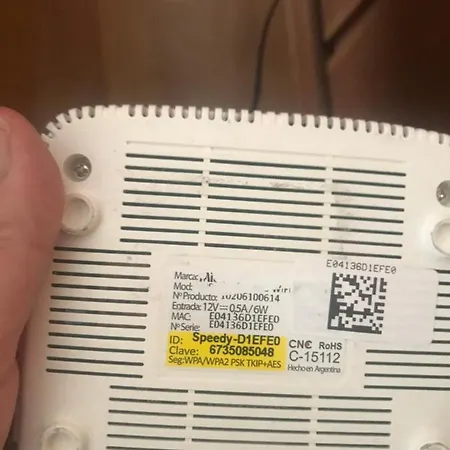 E04136D1EFE0
Marca:
Mod: WiFi
Nº Producto: 10206100614
Entrada: 12V⎓0,5A/6W
MAC: E04136D1EFE0
Nº Serie: E04136D1EFE0
ID: Speedy-D1EFE0
Clave: 6735085048
Seg: WPA/WPA2 PSK TKIP+AES
CNC RoHS
C-15112
Hecho en Argentina